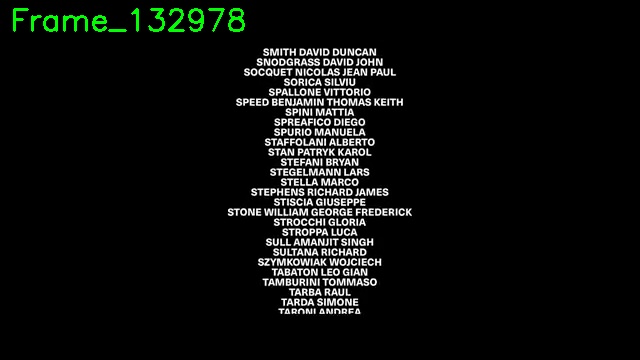 Frame_132978
SMITH DAVID DUNCAN
SNODGRASS DAVID JOHN
SOCQUET NICOLAS JEAN PAUL
SORICA SILVIU
SPALLONE VITTORIO
SPEED BENJAMIN THOMAS KEITH
SPINI MATTIA
SPREAFICO DIEGO
SPURIO MANUELA
STAFFOLANI ALBERTO
STAN PATRYK KAROL
STEFANI BRYAN
STEGELMANN LARS
STELLA MARCO
STEPHENS RICHARD JAMES
STISCIA GIUSEPPE
STONE WILLIAM GEORGE FREDERICK
STROCCHI GLORIA
STROPPA LUCA
SULL AMANJIT SINGH
SULTANA RICHARD
SZYMKOWIAK WOJCIECH
TABATON LEO GIAN
TAMBURINI TOMMASO
TARBA RAUL
TARDA SIMONE
TARONI ANDREA